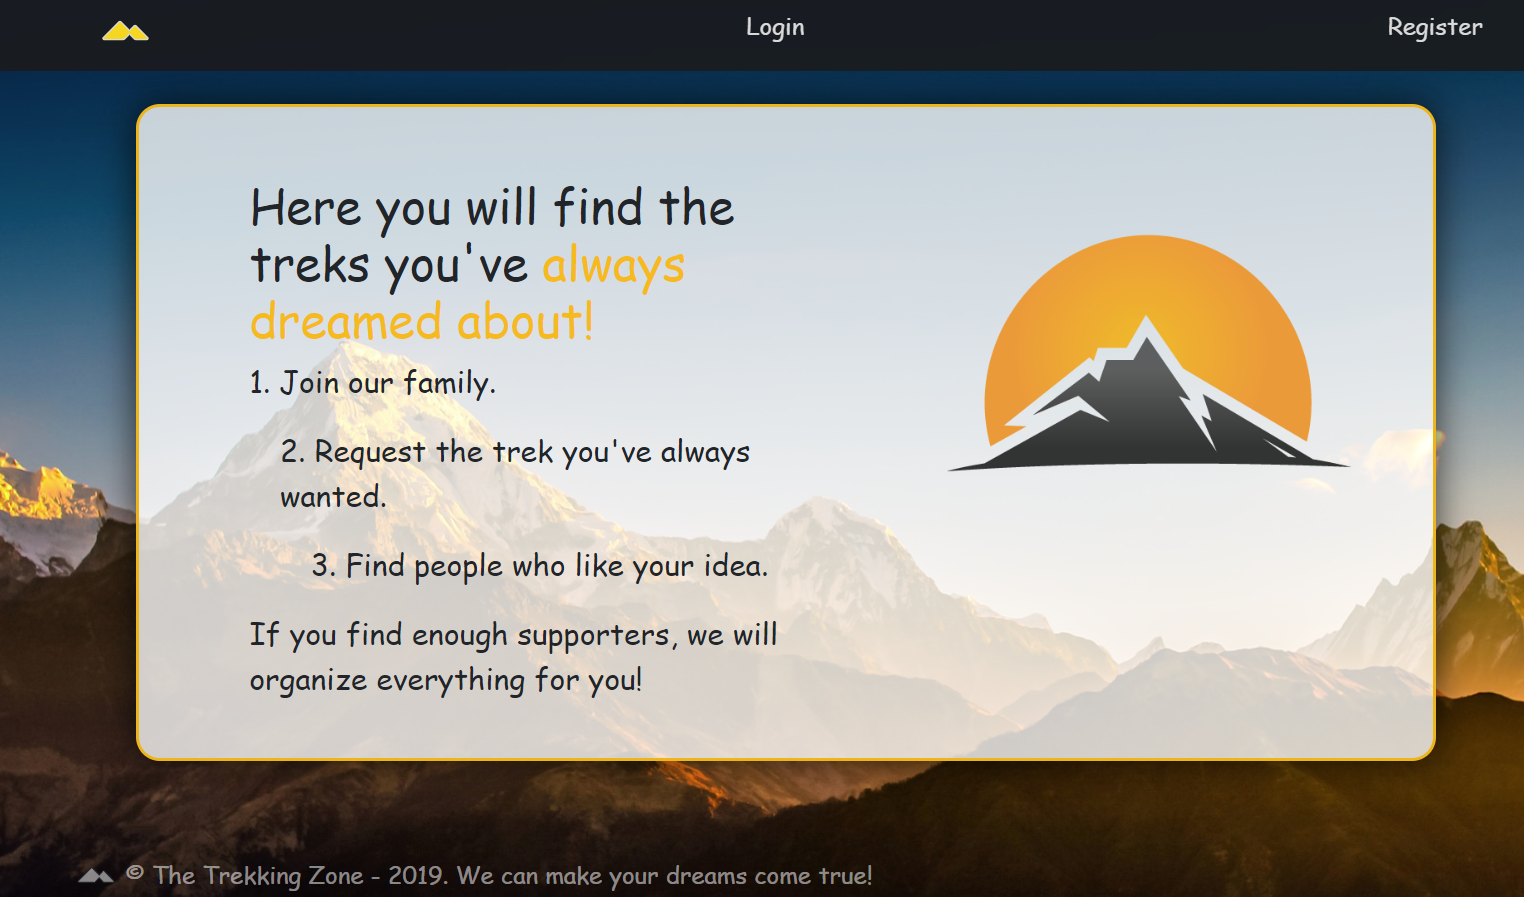 Login
Register
Here you will find the
treks you've always
dreamed about!
1. Join our family.
2. Request the trek you've always
wanted.
3. Find people who like your idea.
If you find enough supporters, we will
organize everything for you!
© The Trekking Zone - 2019. We can make your dreams come true!